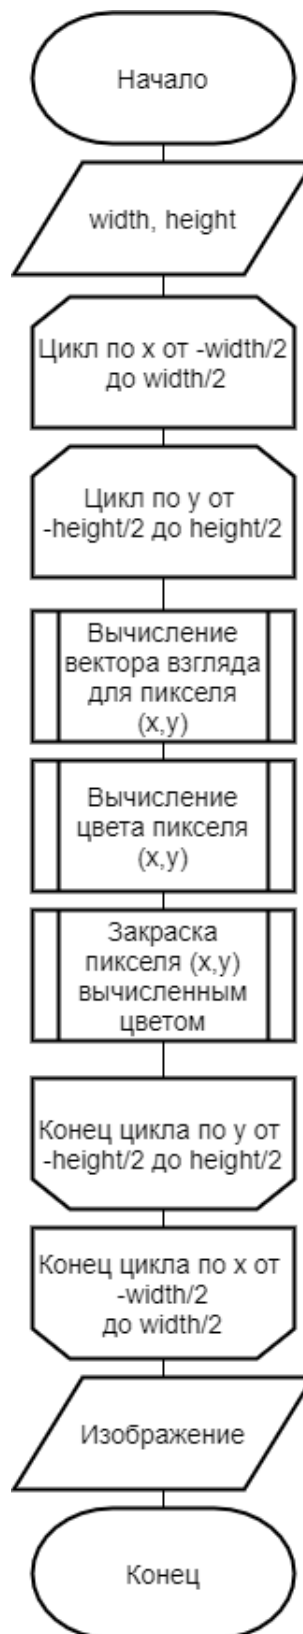 Начало
width, height
Цикл по x от -width/2
до width/2
Цикл по y от
-height/2 до height/2
Вычисление
вектора взгляда
для пикселя
(x,y)
Вычисление
цвета пикселя
(x,y)
Закраска
пикселя (x,y)
вычисленным
цветом
Конец цикла по y от
-height/2 до height/2
Конец цикла по x от
-width/2
до width/2
Изображение
Конец